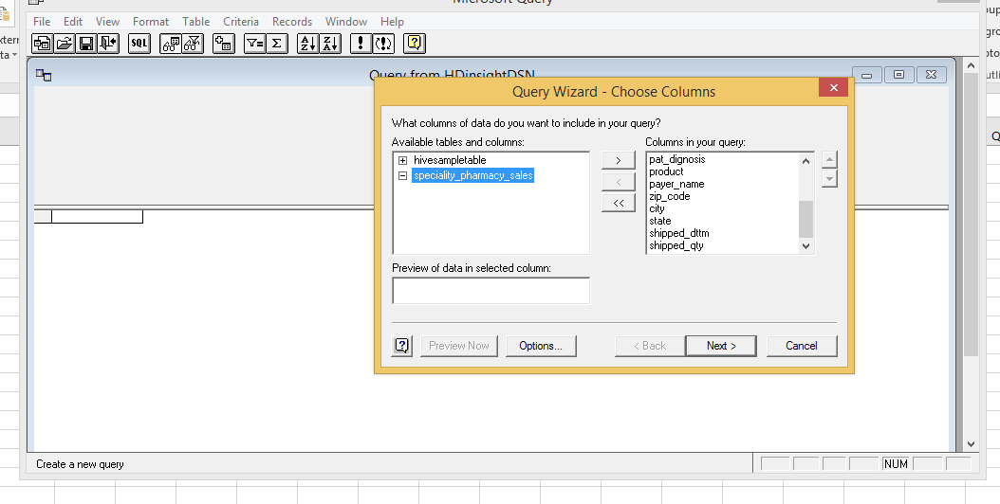 Microsoft Query
File Edit View Format Table Criteria Records Window Help
SQL
Query from HDinsightDSN
Query Wizard - Choose Columns
What columns of data do you want to include in your query?
Available tables and columns:
hivesampletable
speciality_pharmacy_sales
Columns in your query:
pat_dignosis
product
payer_name
zip_code
city
state
shipped_dttm
shipped_qty
>
<
<<
Preview of data in selected column:
Preview Now
Options...
< Back
Next >
Cancel
Create a new query
NUM
Q